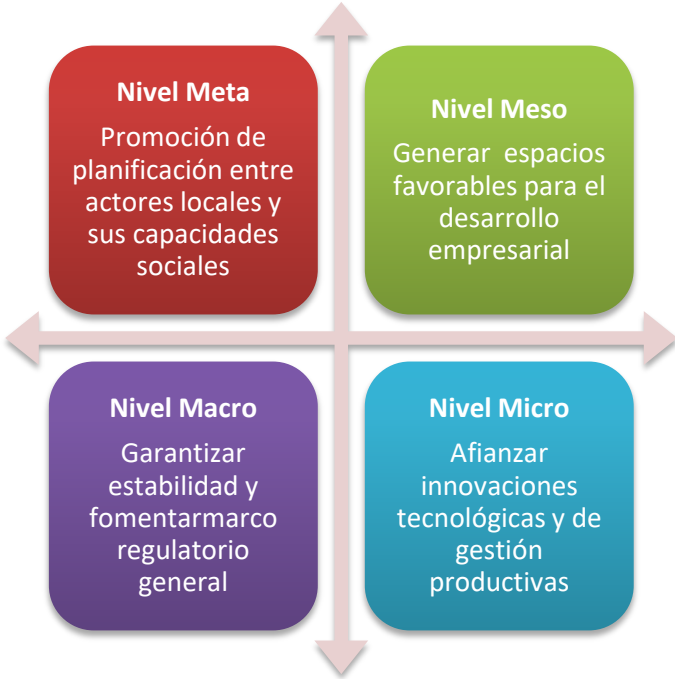 Nivel Meta
Promoción de
planificación entre
actores locales y
sus capacidades
sociales
Nivel Meso
Generar espacios
favorables para el
desarrollo
empresarial
Nivel Macro
Garantizar
estabilidad y
fomentarmarco
regulatorio
general
Nivel Micro
Afianzar
innovaciones
tecnológicas y de
gestión
productivas